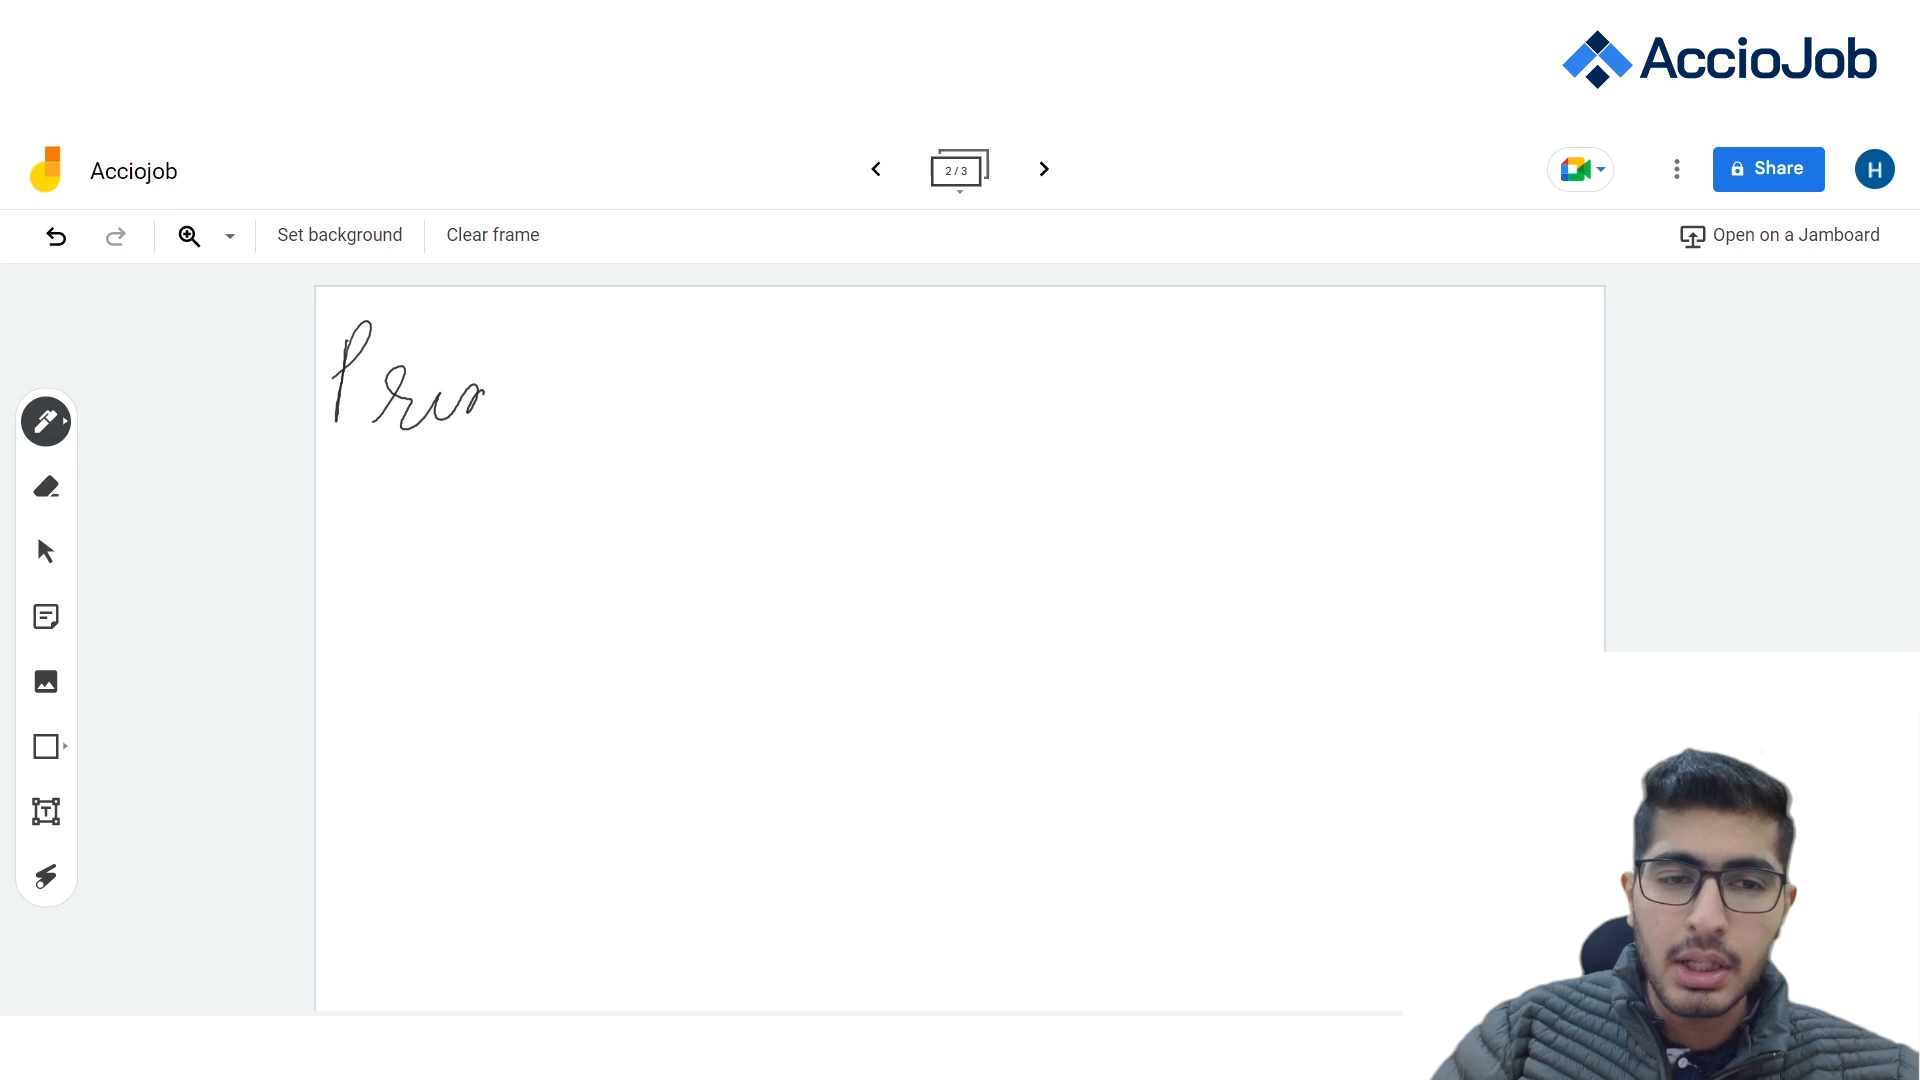 AccioJob
Acciojob
2 / 3
Share
H
Set background
Clear frame
Open on a Jamboard
T